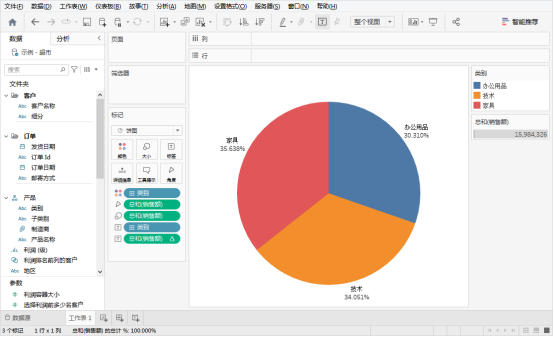 文件(F) 数据(D) 工作表(W) 仪表板(B) 故事(T) 分析(A) 地图(M) 设置格式(O) 服务器(S) 窗口(N) 帮助(H)
整个视图
智能推荐
数据 分析
示例 - 超市
搜索
文件夹
客户
Abc 客户名称
Abc 细分
订单
发货日期
Abc 订单 Id
订单日期
Abc 邮寄方式
产品
Abc 类别
Abc 子类别
制造商
Abc 产品名称
利润 (级)
利润排名前列的客户
Abc 地区
参数
利润容器大小
选择利润前多少名客户
页面
筛选器
标记
饼图
颜色 大小 标签
详细信息 工具提示 角度
类别
总和(销售额)
总和(销售额)
类别
总和(销售额)
列
行
办公用品
30.310%
家具
35.638%
技术
34.051%
类别
办公用品
技术
家具
总和(销售额)
15,984,326
数据源 工作表 1
3 个标记 1 行 x 1 列 总和(销售额) 的总计 %: 100.000%